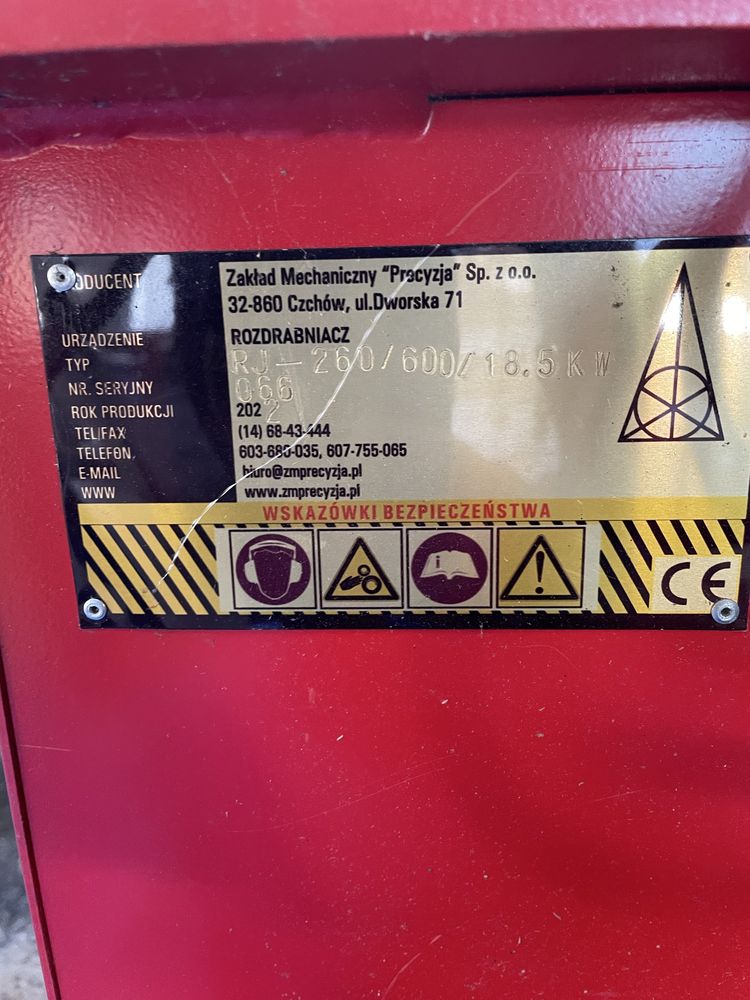 PRODUCENT Zakład Mechaniczny "Precyzja" Sp. z o.o.
32-860 Czchów, ul.Dworska 71
URZĄDZENIE ROZDRABNIACZ
TYP RJ-260/600/18.5KW
NR. SERYJNY 066
ROK PRODUKCJI 2022
TEL/FAX (14) 68-43-444
TELEFON 603-680-035, 607-755-065
E-MAIL biuro@zmprecyzja.pl
WWW www.zmprecyzja.pl
WSKAZÓWKI BEZPIECZEŃSTWA
i ! CE